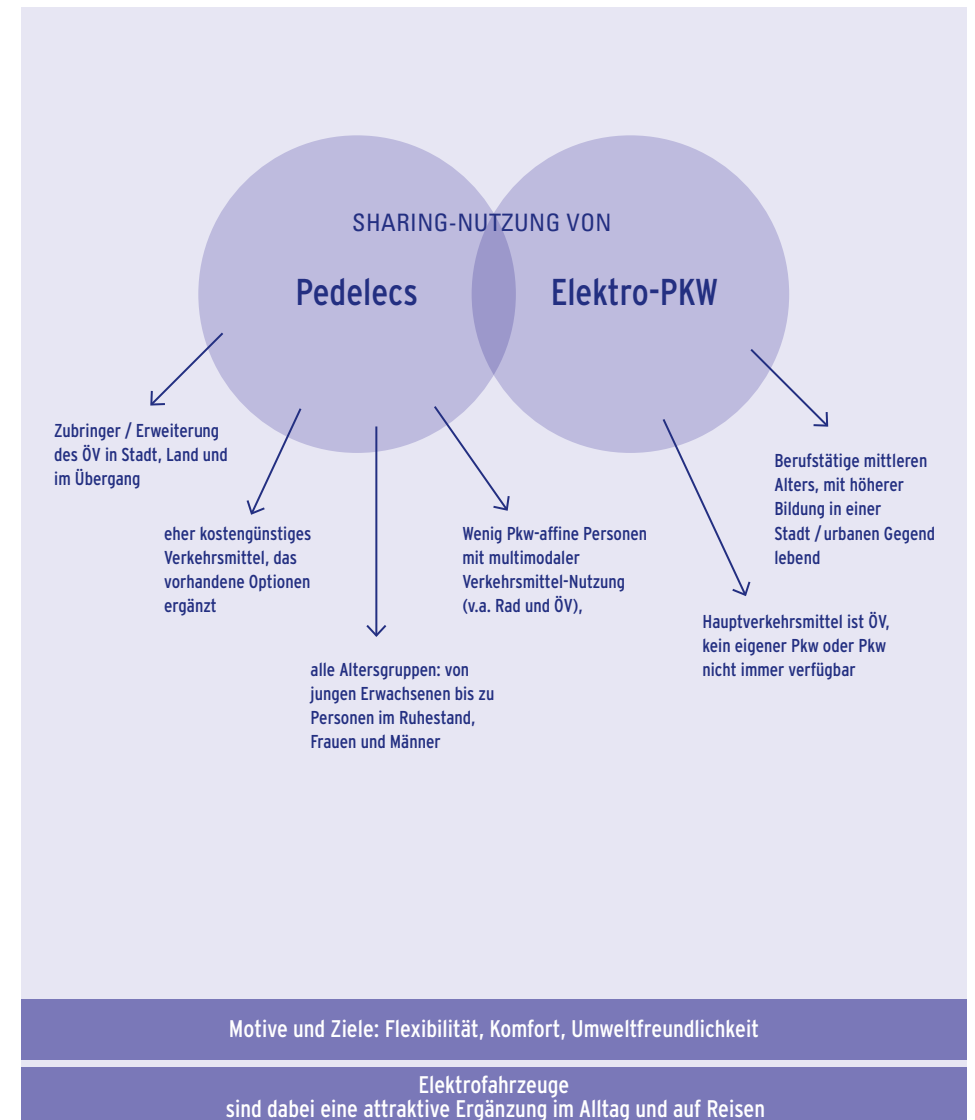 SHARING-NUTZUNG VON
Pedelecs
Elektro-PKW
Zubringer / Erweiterung
des ÖV in Stadt, Land und
im Übergang
eher kostengünstiges
Verkehrsmittel, das
vorhandene Optionen
ergänzt
alle Altersgruppen: von
jungen Erwachsenen bis zu
Personen im Ruhestand,
Frauen und Männer
Wenig Pkw-affine Personen
mit multimodaler
Verkehrsmittel-Nutzung
(v.a. Rad und ÖV),
Hauptverkehrsmittel ist ÖV,
kein eigener Pkw oder Pkw
nicht immer verfügbar
Berufstätige mittleren
Alters, mit höherer
Bildung in einer
Stadt / urbanen Gegend
lebend
Motive und Ziele: Flexibilität, Komfort, Umweltfreundlichkeit
Elektrofahrzeuge
sind dabei eine attraktive Ergänzung im Alltag und auf Reisen